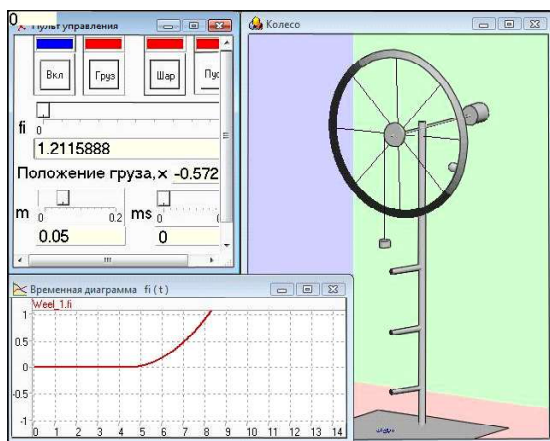 0
Пульт управления
Вкл
Груз
Шар
fi
0
1.2115888
Положение груза, x -0.572
m
0
0.2
ms
0
0.05
0
Колесо
Временная диаграмма fi ( t )
Weel_1.fi
1
0.5
0
-0.5
-1
0 1 2 3 4 5 6 7 8 9 10 11 12 13 14